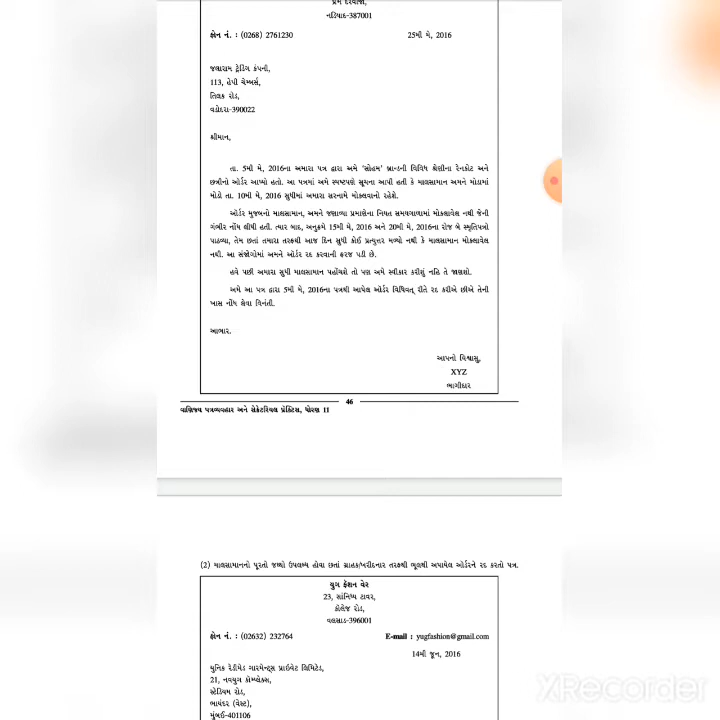 પ્રેમ દરવાજા,
નડિયાદ-387001
ફોન નં. : (0268) 2761230 25મી મે, 2016
જલારામ ટ્રેડિંગ કંપની,
113, હેપી ચેમ્બર્સ,
તિલક રોડ,
વડોદરા-390022
શ્રીમાન,
તા. 5મી મે, 2016ના અમારા પત્ર દ્વારા અમે ‘સોહમ’ બ્રાન્ડની વિવિધ શ્રેણીના રેનકોટ અને
છત્રીનો ઓર્ડર આપ્યો હતો. આ પત્રમાં અમે સ્પષ્ટપણે સૂચના આપી હતી કે માલસામાન અમને મોડામાં
મોડો તા. 10મી મે, 2016 સુધીમાં અમારા સરનામે મોકલવાનો રહેશે.
ઓર્ડર મુજબનો માલસામાન, અમને જણાવ્યા પ્રમાણેના નિયત સમયગાળામાં મોકલાવેલ નથી જેની
ગંભીર નોંધ લીધી હતી. ત્યાર બાદ, અનુક્રમે 15મી મે, 2016 અને 20મી મે, 2016ના રોજ બે સ્મૃતિપત્રો
પાઠવ્યા, તેમ છતાં તમારા તરફથી આજ દિન સુધી કોઈ પ્રત્યુત્તર મળ્યો નથી કે માલસામાન મોકલાવેલ
નથી. આ સંજોગોમાં અમને ઓર્ડર રદ કરવાની ફરજ પડી છે.
હવે પછી અમારા સુધી માલસામાન પહોંચશે તો પણ અમે સ્વીકાર કરીશું નહિ તે જાણશો.
અમે આ પત્ર દ્વારા 5મી મે, 2016ના પત્રથી આપેલ ઓર્ડર વિધિવત્ રીતે રદ કરીએ છીએ તેની
ખાસ નોંધ લેવા વિનંતી.
આભાર.
આપનો વિશ્વાસુ,
XYZ
ભાગીદાર
46
વાણિજ્ય પત્રવ્યવહાર અને સેક્રેટરિયલ પ્રેક્ટિસ, ધોરણ 11
(2) માલસામાનનો પૂરતો જથ્થો ઉપલબ્ધ હોવા છતાં ગ્રાહક/ખરીદનાર તરફથી ભૂલથી અપાયેલ ઓર્ડરને રદ કરતો પત્ર.
યુગ ફૅશન વેર
23, સાંનિધ્ય ટાવર,
કૉલેજ રોડ,
વલસાડ-396001
ફોન નં. : (02632) 232764 E-mail : yugfashion@gmail.com
14મી જૂન, 2016
યુનિક રેડીમેડ ગારમેન્ટ્સ પ્રાઇવેટ લિમિટેડ,
21, નવયુગ કૉમ્પ્લેક્સ,
સ્ટેડિયમ રોડ,
ભાયંદર (વેસ્ટ),
મુંબઈ-401106
XRecorder